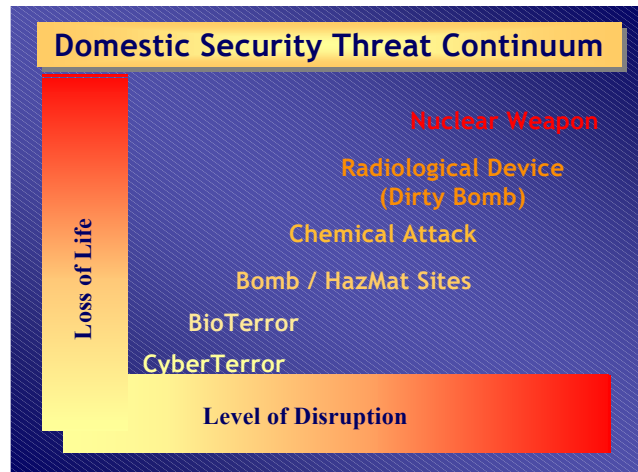 Domestic Security Threat Continuum
Nuclear Weapon
Radiological Device
(Dirty Bomb)
Chemical Attack
Bomb / HazMat Sites
BioTerror
CyberTerror
Loss of Life
Level of Disruption